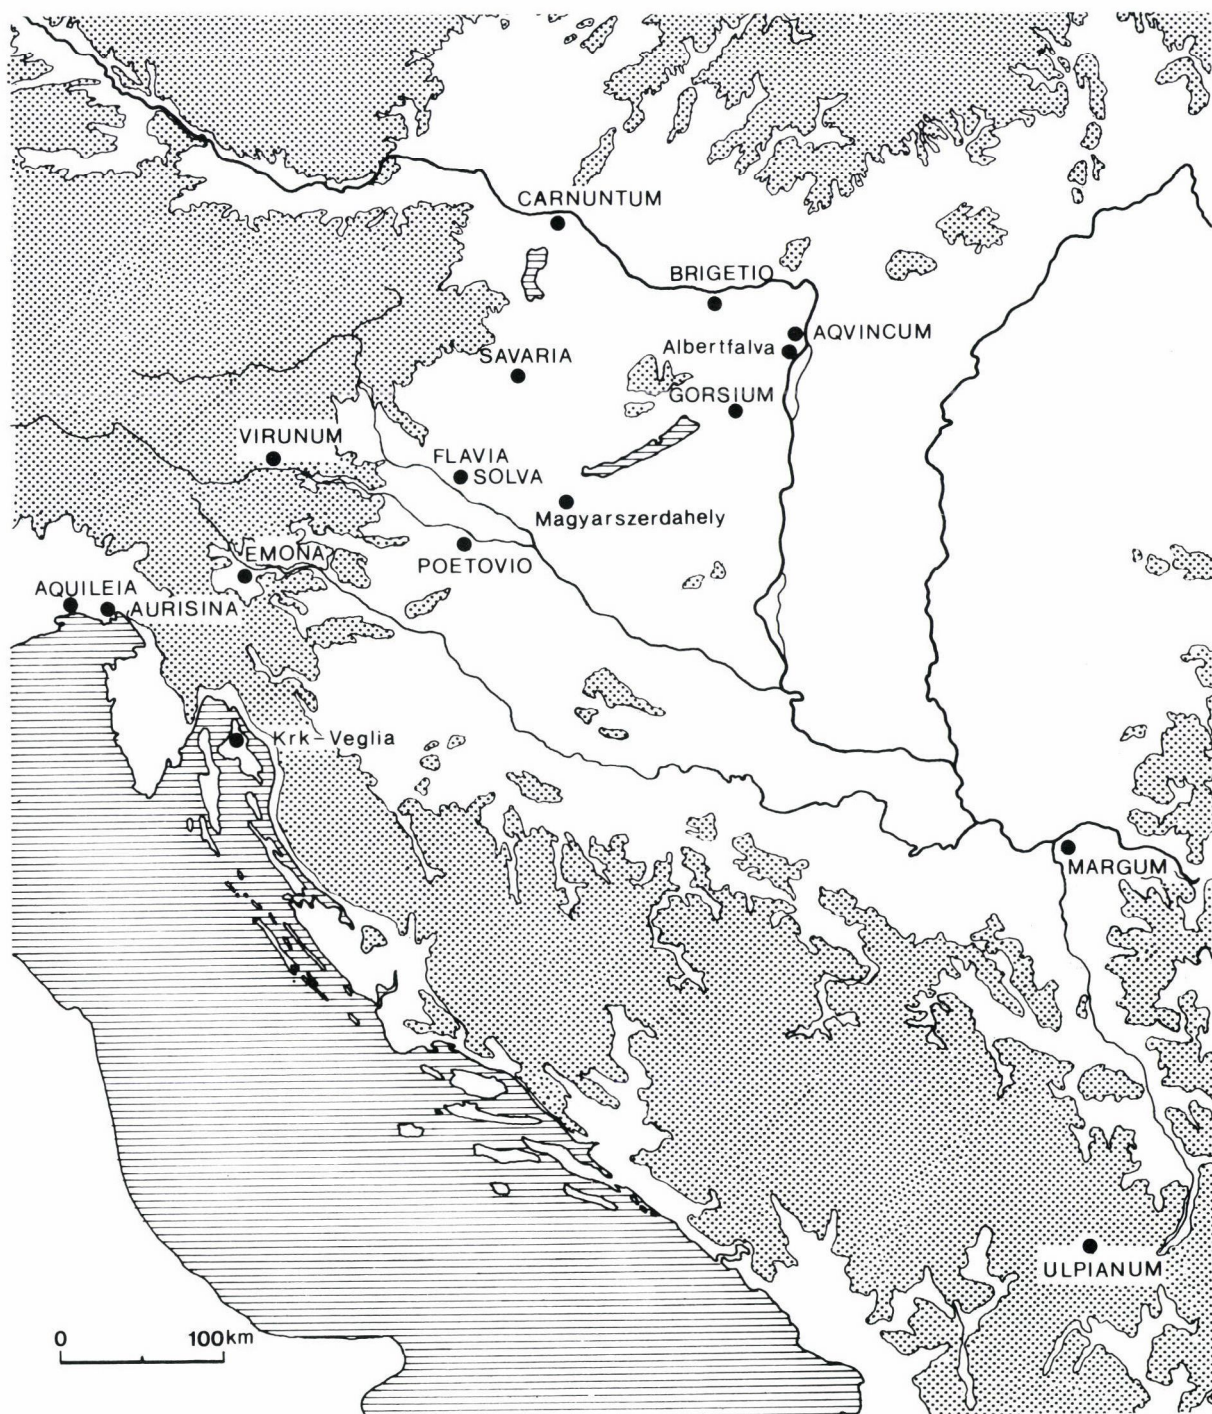 CARNUNTUM
BRIGETIO
AQVINCUM
Albertfalva
SAVARIA
GORSIUM
VIRUNUM
FLAVIA
SOLVA
Magyarszerdahely
EMONA
POETOVIO
AQUILEIA
AURISINA
Krk-Veglia
MARGUM
ULPIANUM
0 100km